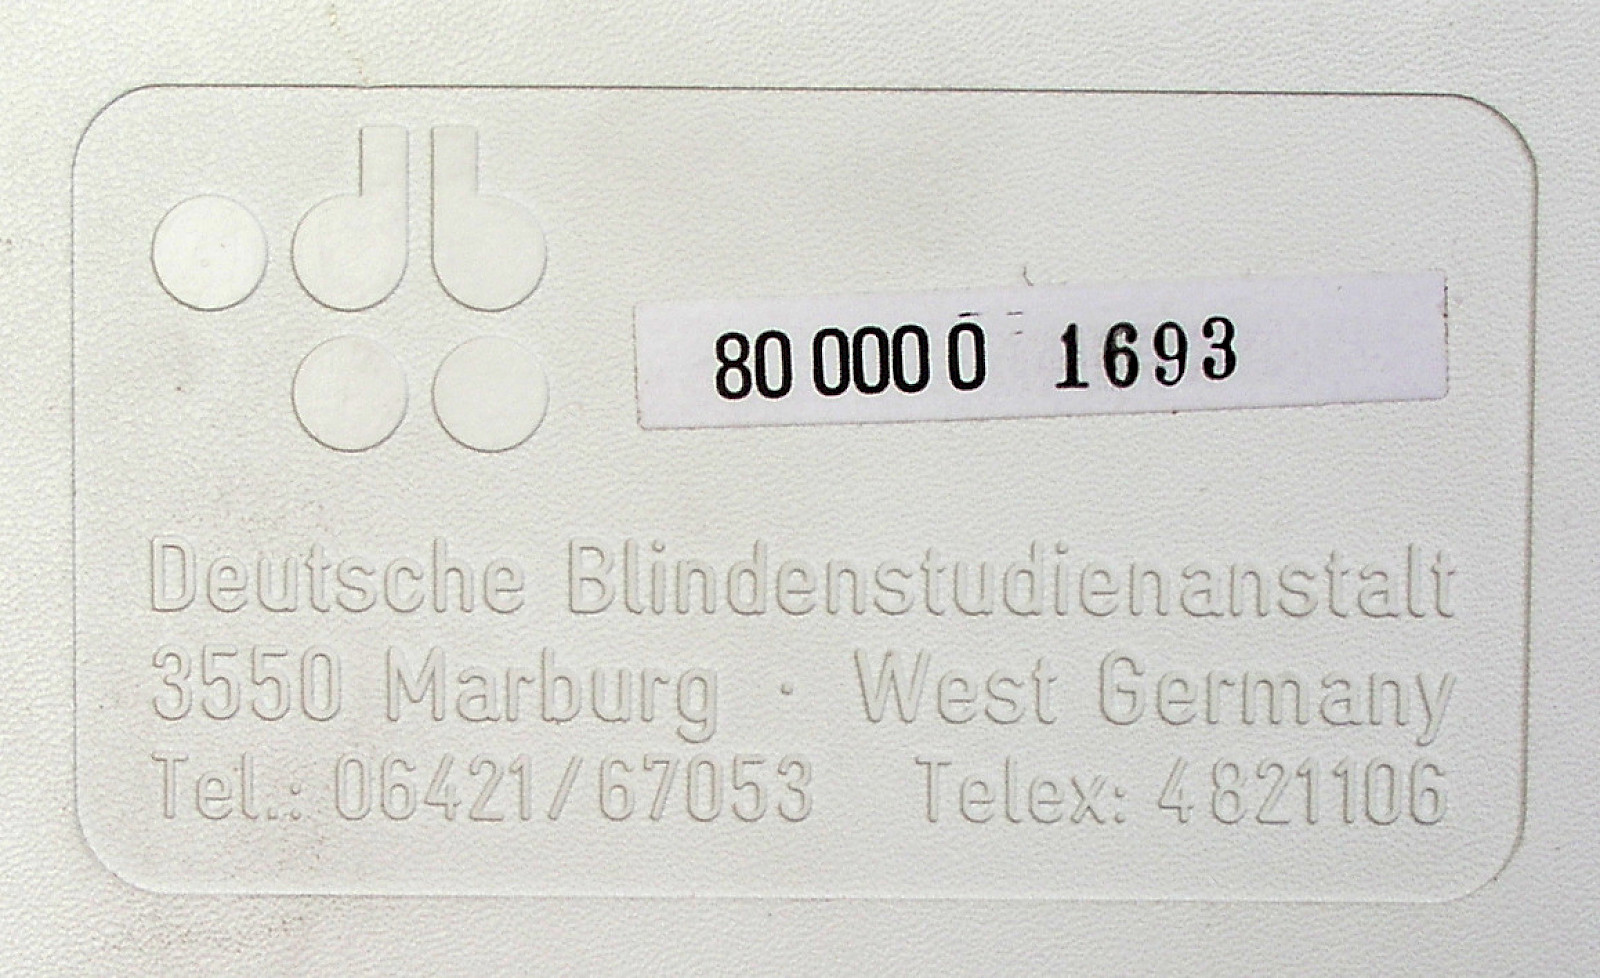 db
80 000 0 1693
Deutsche Blindenstudienanstalt
3550 Marburg · West Germany
Tel.: 06421/67053 Telex: 4821106